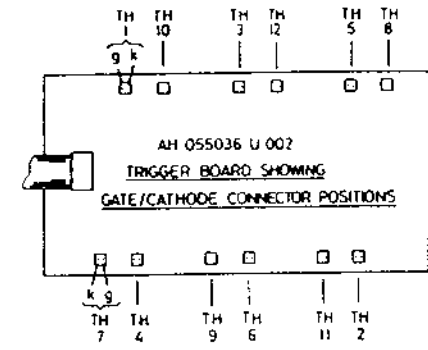 TH TH TH TH TH TH
1 10 3 12 5 8
g k
AH 055036 U 002
TRIGGER BOARD SHOWING
GATE/CATHODE CONNECTOR POSITIONS
k g
TH TH TH TH TH TH
7 4 9 6 11 2